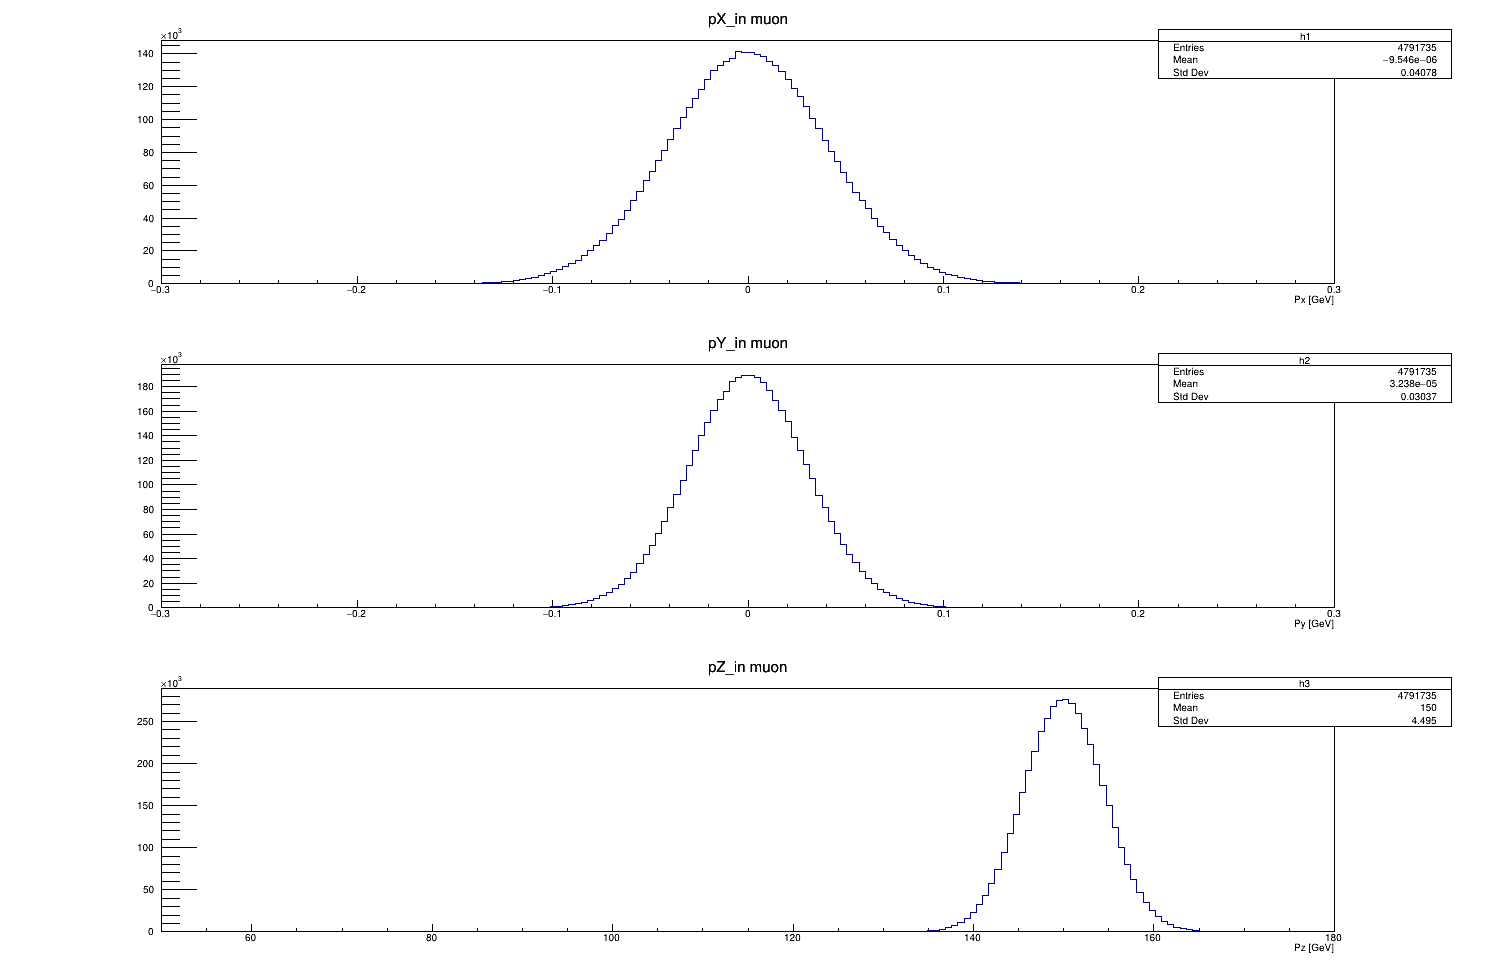 pX_in muon
×10³
h1
Entries 4791735
Mean −9.546e−06
Std Dev 0.04078
140
120
100
80
60
40
20
0
−0.3 −0.2 −0.1 0 0.1 0.2 0.3
Px [GeV]
pY_in muon
×10³
h2
Entries 4791735
Mean 3.238e−05
Std Dev 0.03037
180
160
140
120
100
80
60
40
20
0
−0.3 −0.2 −0.1 0 0.1 0.2 0.3
Py [GeV]
pZ_in muon
×10³
h3
Entries 4791735
Mean 150
Std Dev 4.495
250
200
150
100
50
0
60 80 100 120 140 160 180
Pz [GeV]